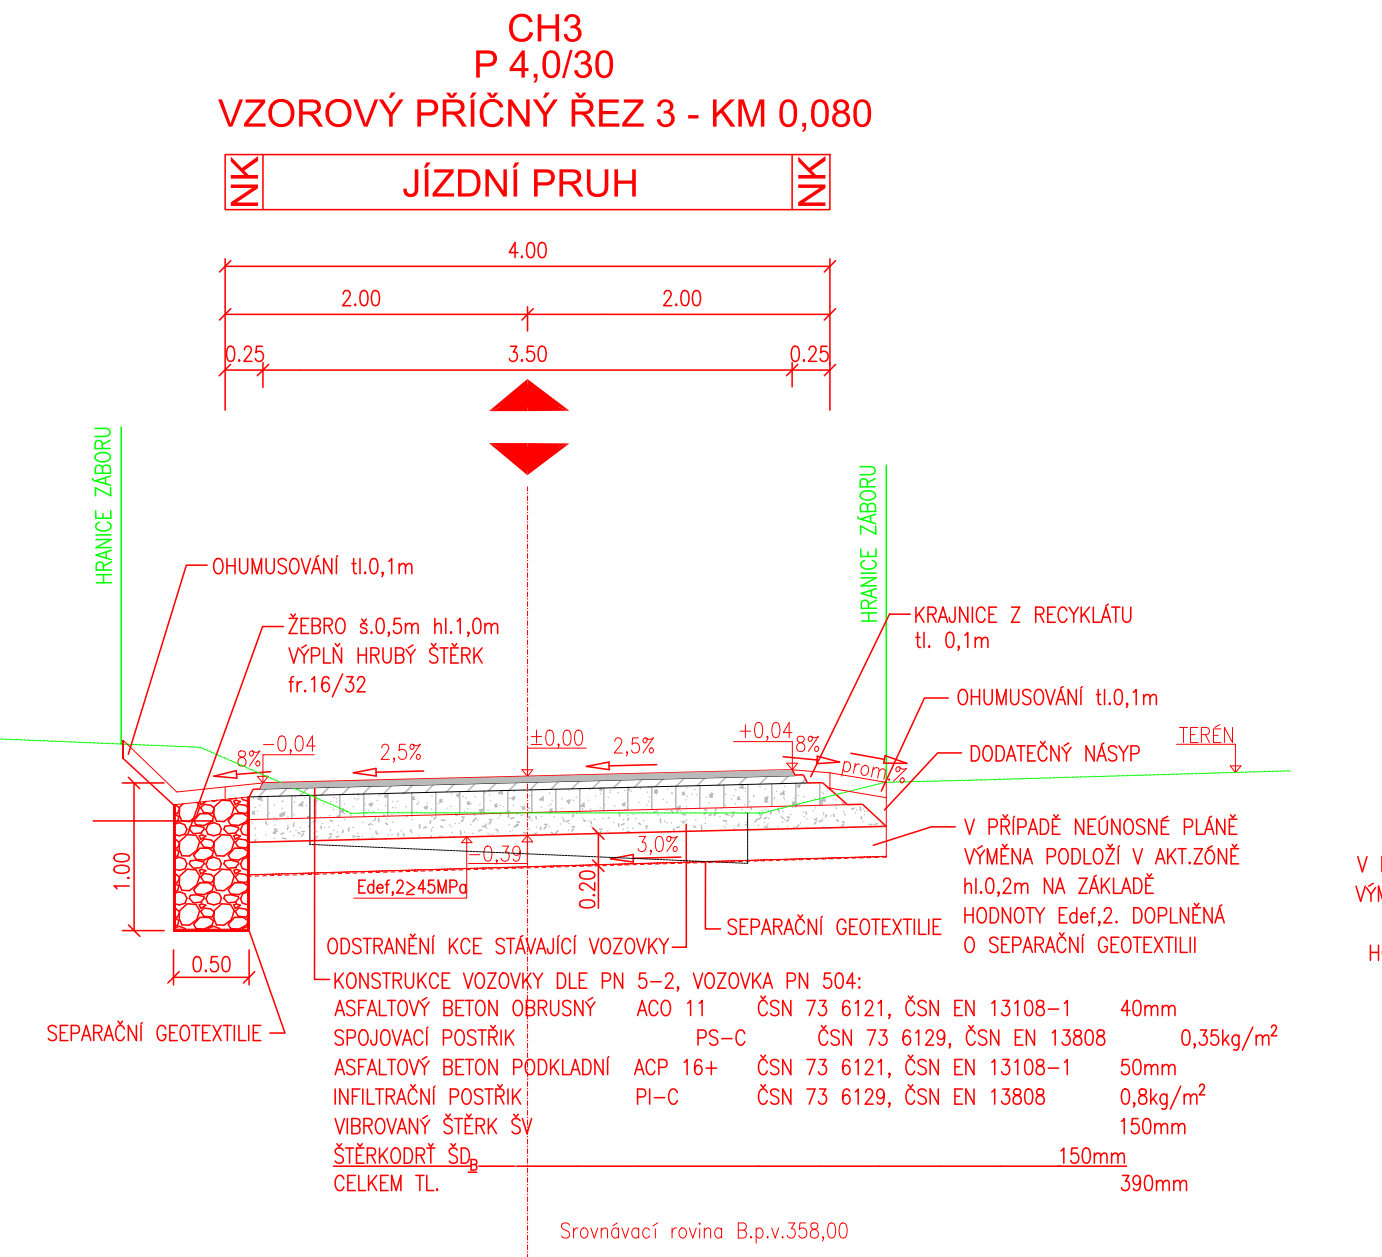 CH3
P 4,0/30
VZOROVÝ PŘÍČNÝ ŘEZ 3 - KM 0,080
NK JÍZDNÍ PRUH NK
4.00
2.00 2.00
0.25 3.50 0.25
HRANICE ZÁBORU
HRANICE ZÁBORU
OHUMUSOVÁNÍ tl.0,1m
ŽEBRO š.0,5m hl.1,0m
VÝPLŇ HRUBÝ ŠTĚRK
fr.16/32
KRAJNICE Z RECYKLÁTU
tl. 0,1m
OHUMUSOVÁNÍ tl.0,1m
TERÉN
DODATEČNÝ NÁSYP
8% -0,04 2,5% ±0,00 2,5% +0,04 8%
prom.%
V PŘÍPADĚ NEÚNOSNÉ PLÁNĚ
VÝMĚNA PODLOŽÍ V AKT.ZÓNĚ
hl.0,2m NA ZÁKLADĚ
HODNOTY Edef,2. DOPLNĚNÁ
O SEPARAČNÍ GEOTEXTILII
1.00
-0,39
3,0%
0.20
Edef,2≥45MPa
SEPARAČNÍ GEOTEXTILIE
ODSTRANĚNÍ KCE STÁVAJÍCÍ VOZOVKY
0.50
SEPARAČNÍ GEOTEXTILIE
KONSTRUKCE VOZOVKY DLE PN 5-2, VOZOVKA PN 504:
ASFALTOVÝ BETON OBRUSNÝ ACO 11 ČSN 73 6121, ČSN EN 13108-1 40mm
SPOJOVACÍ POSTŘIK PS-C ČSN 73 6129, ČSN EN 13808 0,35kg/m²
ASFALTOVÝ BETON PODKLADNÍ ACP 16+ ČSN 73 6121, ČSN EN 13108-1 50mm
INFILTRAČNÍ POSTŘIK PI-C ČSN 73 6129, ČSN EN 13808 0,8kg/m²
VIBROVANÝ ŠTĚRK ŠV 150mm
ŠTĚRKODRŤ ŠDB 150mm
CELKEM TL. 390mm
Srovnávací rovina B.p.v.358,00